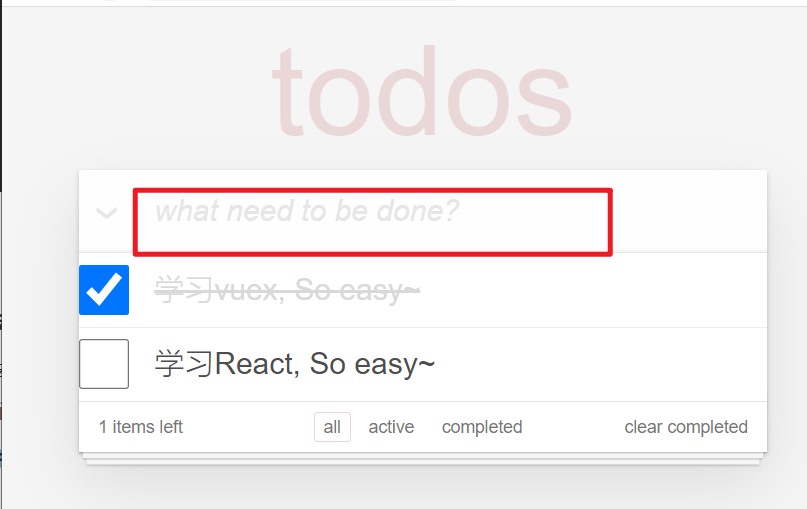 todos
what need to be done?
学习vuex, So easy~
学习React, So easy~
1 items left all active completed clear completed